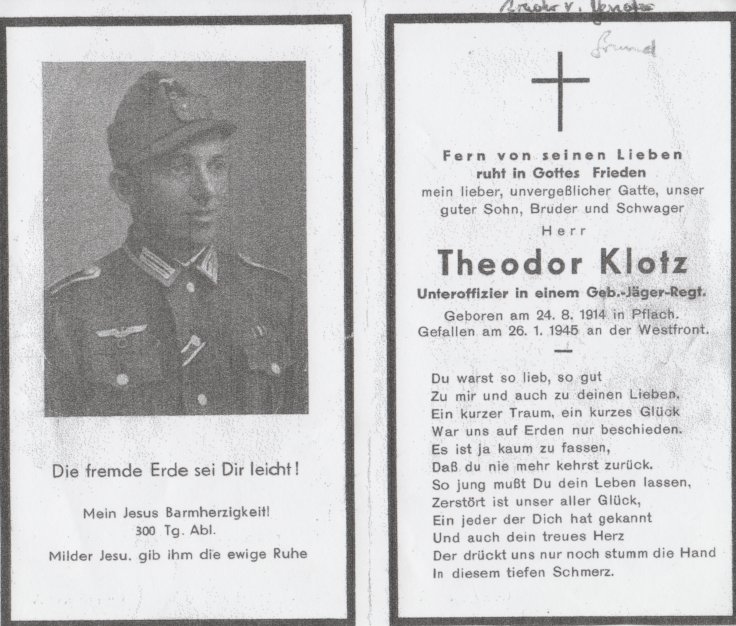 Die fremde Erde sei Dir leicht!
Mein Jesus Barmherzigkeit!
300 Tg. Abl.
Milder Jesu. gib ihm die ewige Ruhe
Fern von seinen Lieben
ruht in Gottes Frieden
mein lieber, unvergeßlicher Gatte, unser
guter Sohn, Bruder und Schwager
Herr
Theodor Klotz
Unteroffizier in einem Geb.-Jäger-Regt.
Geboren am 24. 8. 1914 in Pflach.
Gefallen am 26. 1. 1945 an der Westfront.
Du warst so lieb, so gut
Zu mir und auch zu deinen Lieben.
Ein kurzer Traum, ein kurzes Glück
War uns auf Erden nur beschieden.
Es ist ja kaum zu fassen,
Daß du nie mehr kehrst zurück.
So jung mußt Du dein Leben lassen,
Zerstört ist unser aller Glück,
Ein jeder der Dich hat gekannt
Und auch dein treues Herz
Der drückt uns nur noch stumm die Hand
In diesem tiefen Schmerz.